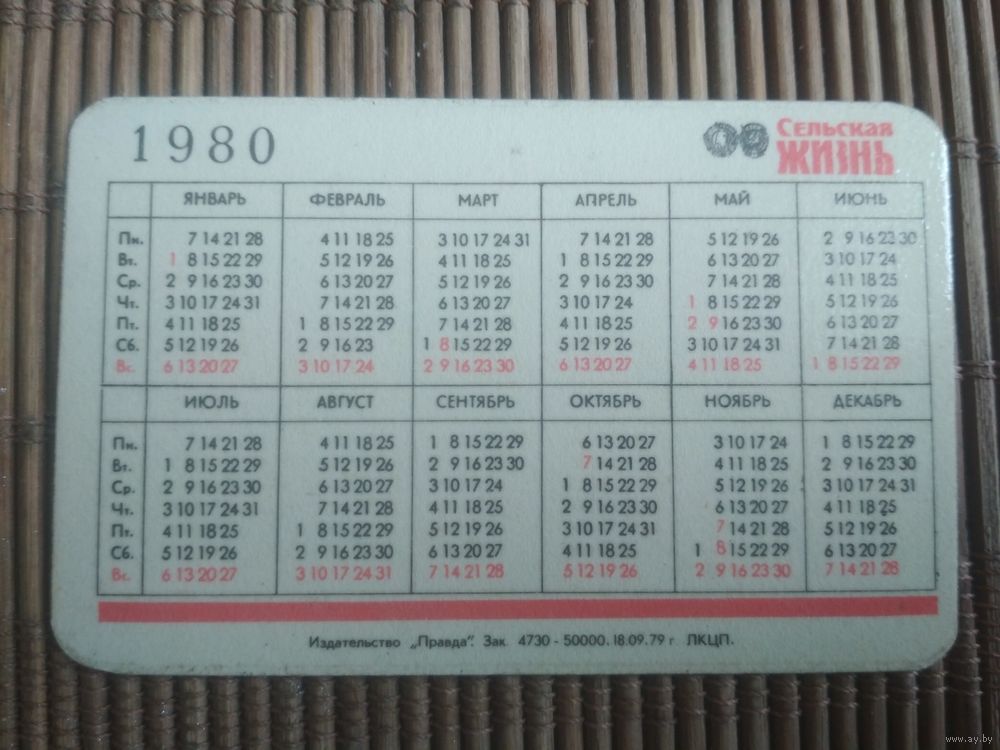 1980
Сельская
ЖИЗНЬ
ЯНВАРЬ ФЕВРАЛЬ МАРТ АПРЕЛЬ МАЙ ИЮНЬ
Пн. 7 14 21 28 4 11 18 25 3 10 17 24 31 7 14 21 28 5 12 19 26 2 9 16 23 30
Вт. 1 8 15 22 29 5 12 19 26 4 11 18 25 1 8 15 22 29 6 13 20 27 3 10 17 24
Ср. 2 9 16 23 30 6 13 20 27 5 12 19 26 2 9 16 23 30 7 14 21 28 4 11 18 25
Чт. 3 10 17 24 31 7 14 21 28 6 13 20 27 3 10 17 24 1 8 15 22 29 5 12 19 26
Пт. 4 11 18 25 1 8 15 22 29 7 14 21 28 4 11 18 25 2 9 16 23 30 6 13 20 27
Сб. 5 12 19 26 2 9 16 23 1 8 15 22 29 5 12 19 26 3 10 17 24 31 7 14 21 28
Вс. 6 13 20 27 3 10 17 24 2 9 16 23 30 6 13 20 27 4 11 18 25 1 8 15 22 29
ИЮЛЬ АВГУСТ СЕНТЯБРЬ ОКТЯБРЬ НОЯБРЬ ДЕКАБРЬ
Пн. 7 14 21 28 4 11 18 25 1 8 15 22 29 6 13 20 27 3 10 17 24 1 8 15 22 29
Вт. 1 8 15 22 29 5 12 19 26 2 9 16 23 30 7 14 21 28 4 11 18 25 2 9 16 23 30
Ср. 2 9 16 23 30 6 13 20 27 3 10 17 24 1 8 15 22 29 5 12 19 26 3 10 17 24 31
Чт. 3 10 17 24 31 7 14 21 28 4 11 18 25 2 9 16 23 30 6 13 20 27 4 11 18 25
Пт. 4 11 18 25 1 8 15 22 29 5 12 19 26 3 10 17 24 31 7 14 21 28 5 12 19 26
Сб. 5 12 19 26 2 9 16 23 30 6 13 20 27 4 11 18 25 1 8 15 22 29 6 13 20 27
Вс. 6 13 20 27 3 10 17 24 31 7 14 21 28 5 12 19 26 2 9 16 23 30 7 14 21 28
Издательство „Правда". Зак 4730 - 50000. 18.09.79 г ЛКЦП.
www.ay.by